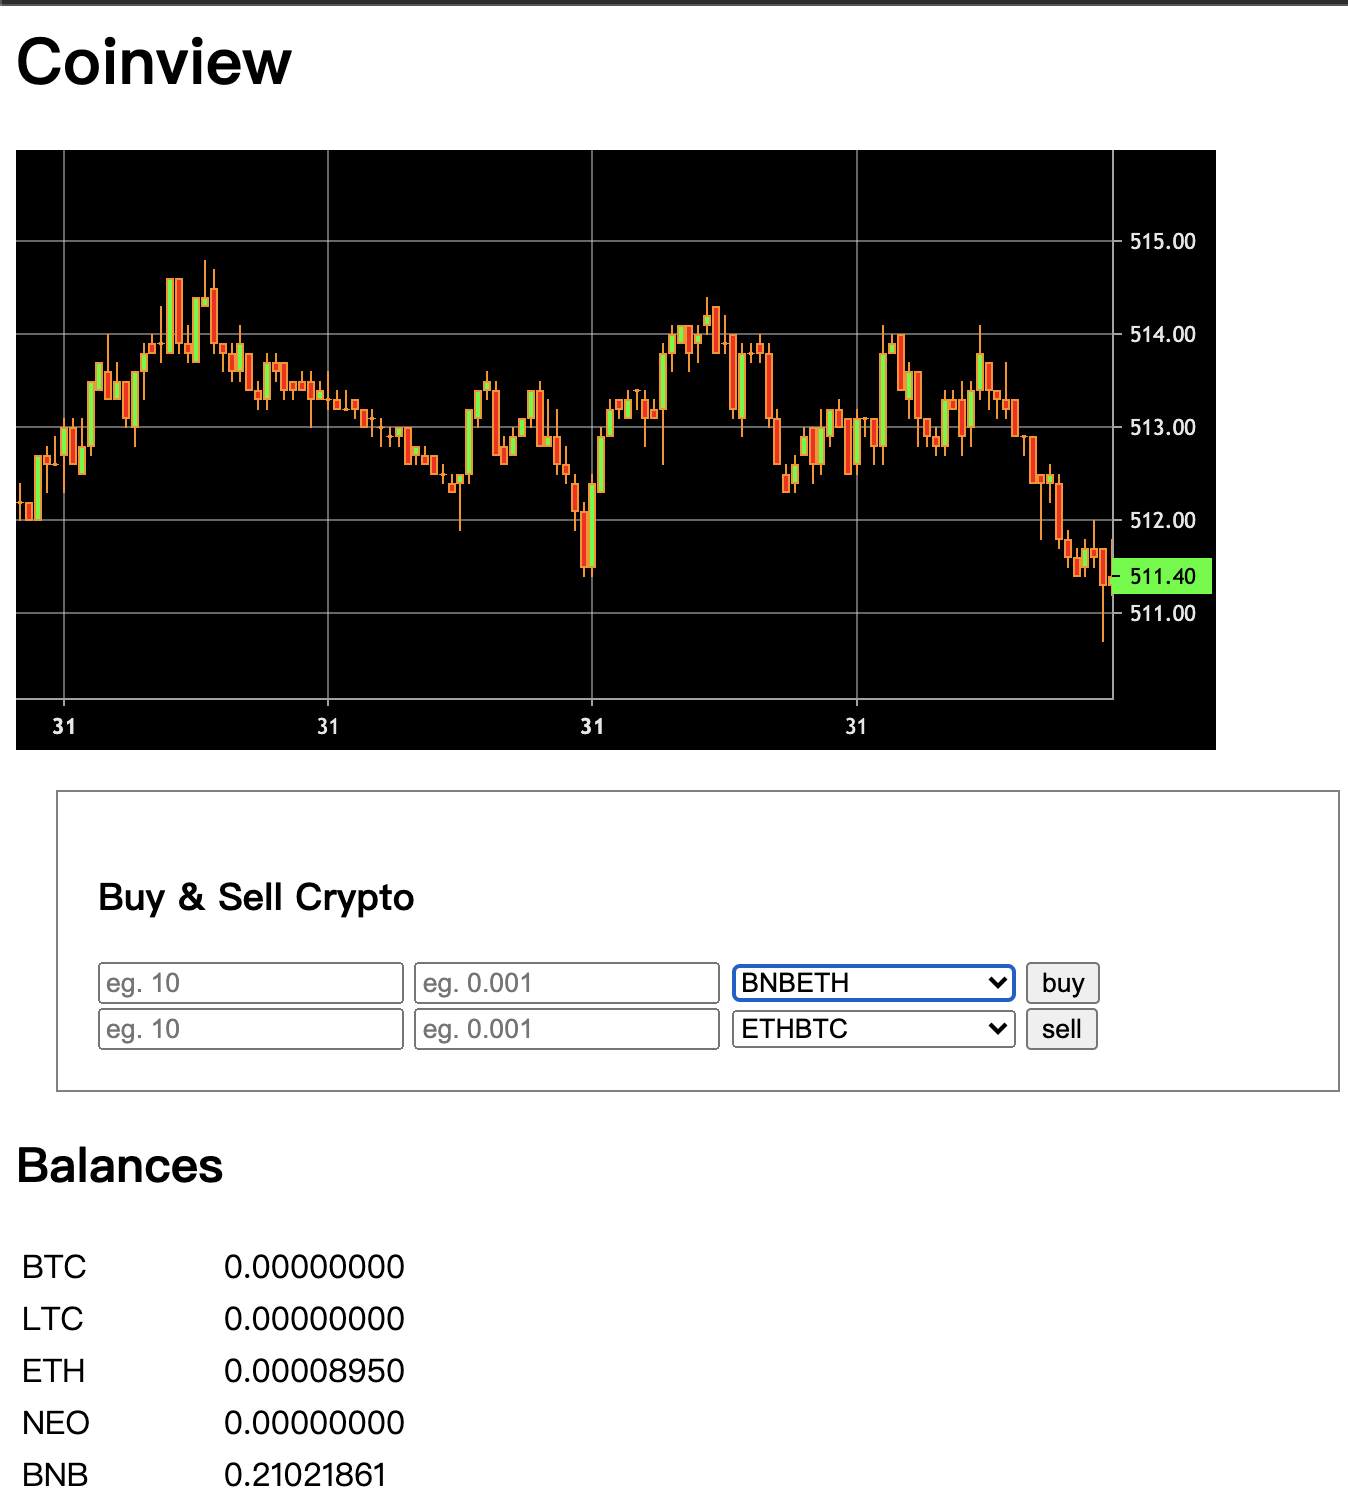 Coinview
515.00
514.00
513.00
512.00
511.40
511.00
31 31 31 31
Buy & Sell Crypto
eg. 10 eg. 0.001 BNBETH buy
eg. 10 eg. 0.001 ETHBTC sell
Balances
BTC 0.00000000
LTC 0.00000000
ETH 0.00008950
NEO 0.00000000
BNB 0.21021861